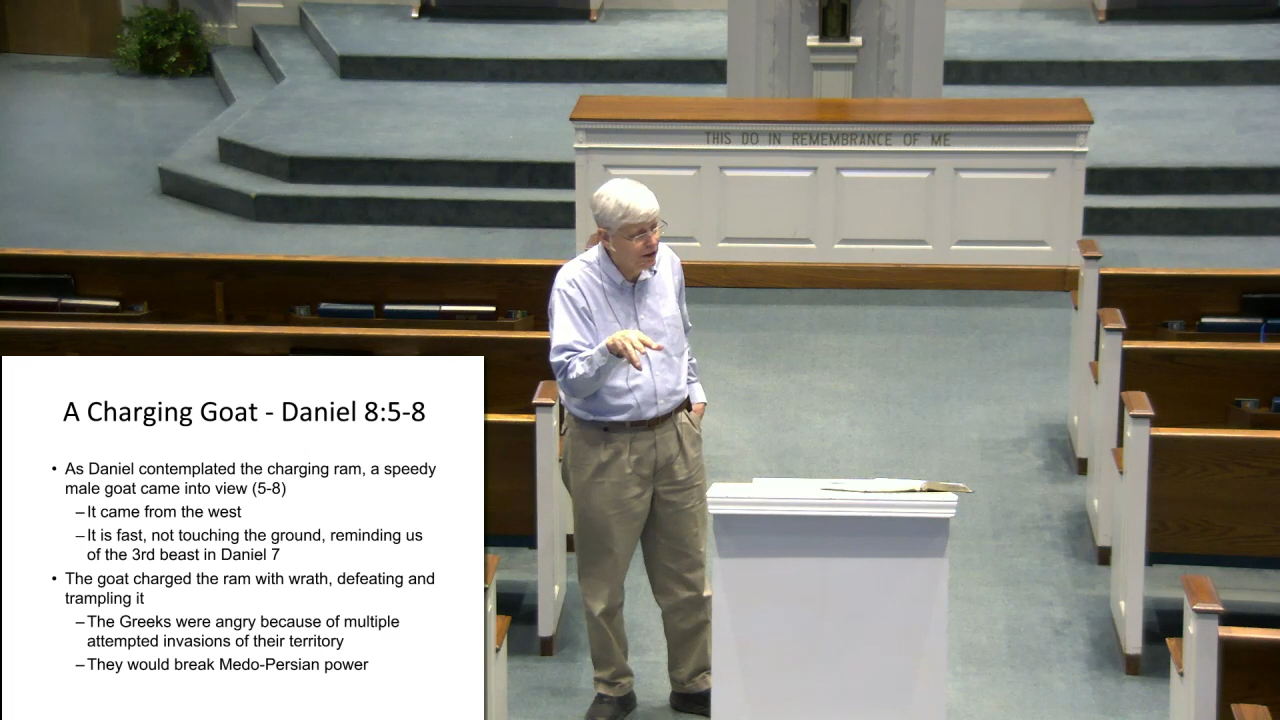 THIS DO IN REMEMBRANCE OF ME
A Charging Goat - Daniel 8:5-8
• As Daniel contemplated the charging ram, a speedy
male goat came into view (5-8)
– It came from the west
– It is fast, not touching the ground, reminding us
of the 3rd beast in Daniel 7
• The goat charged the ram with wrath, defeating and
trampling it
– The Greeks were angry because of multiple
attempted invasions of their territory
– They would break Medo-Persian power